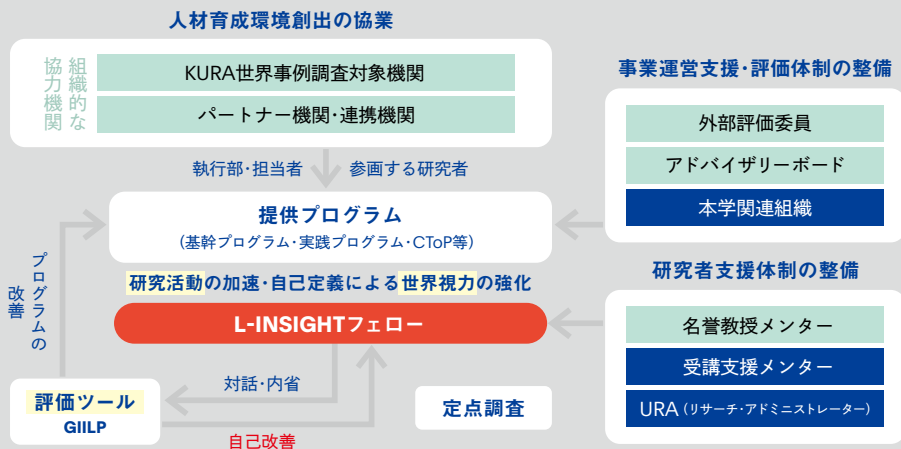 人材育成環境創出の協業
組織的な
協力機関
KURA世界事例調査対象機関
パートナー機関・連携機関
執行部・担当者
参画する研究者
提供プログラム
(基幹プログラム・実践プログラム・CToP等)
研究活動の加速・自己定義による世界視力の強化
L-INSIGHTフェロー
プログラムの
改善
対話・内省
評価ツール
GIILP
自己改善
定点調査
事業運営支援・評価体制の整備
外部評価委員
アドバイザリーボード
本学関連組織
研究者支援体制の整備
名誉教授メンター
受講支援メンター
URA(リサーチ・アドミニストレーター)